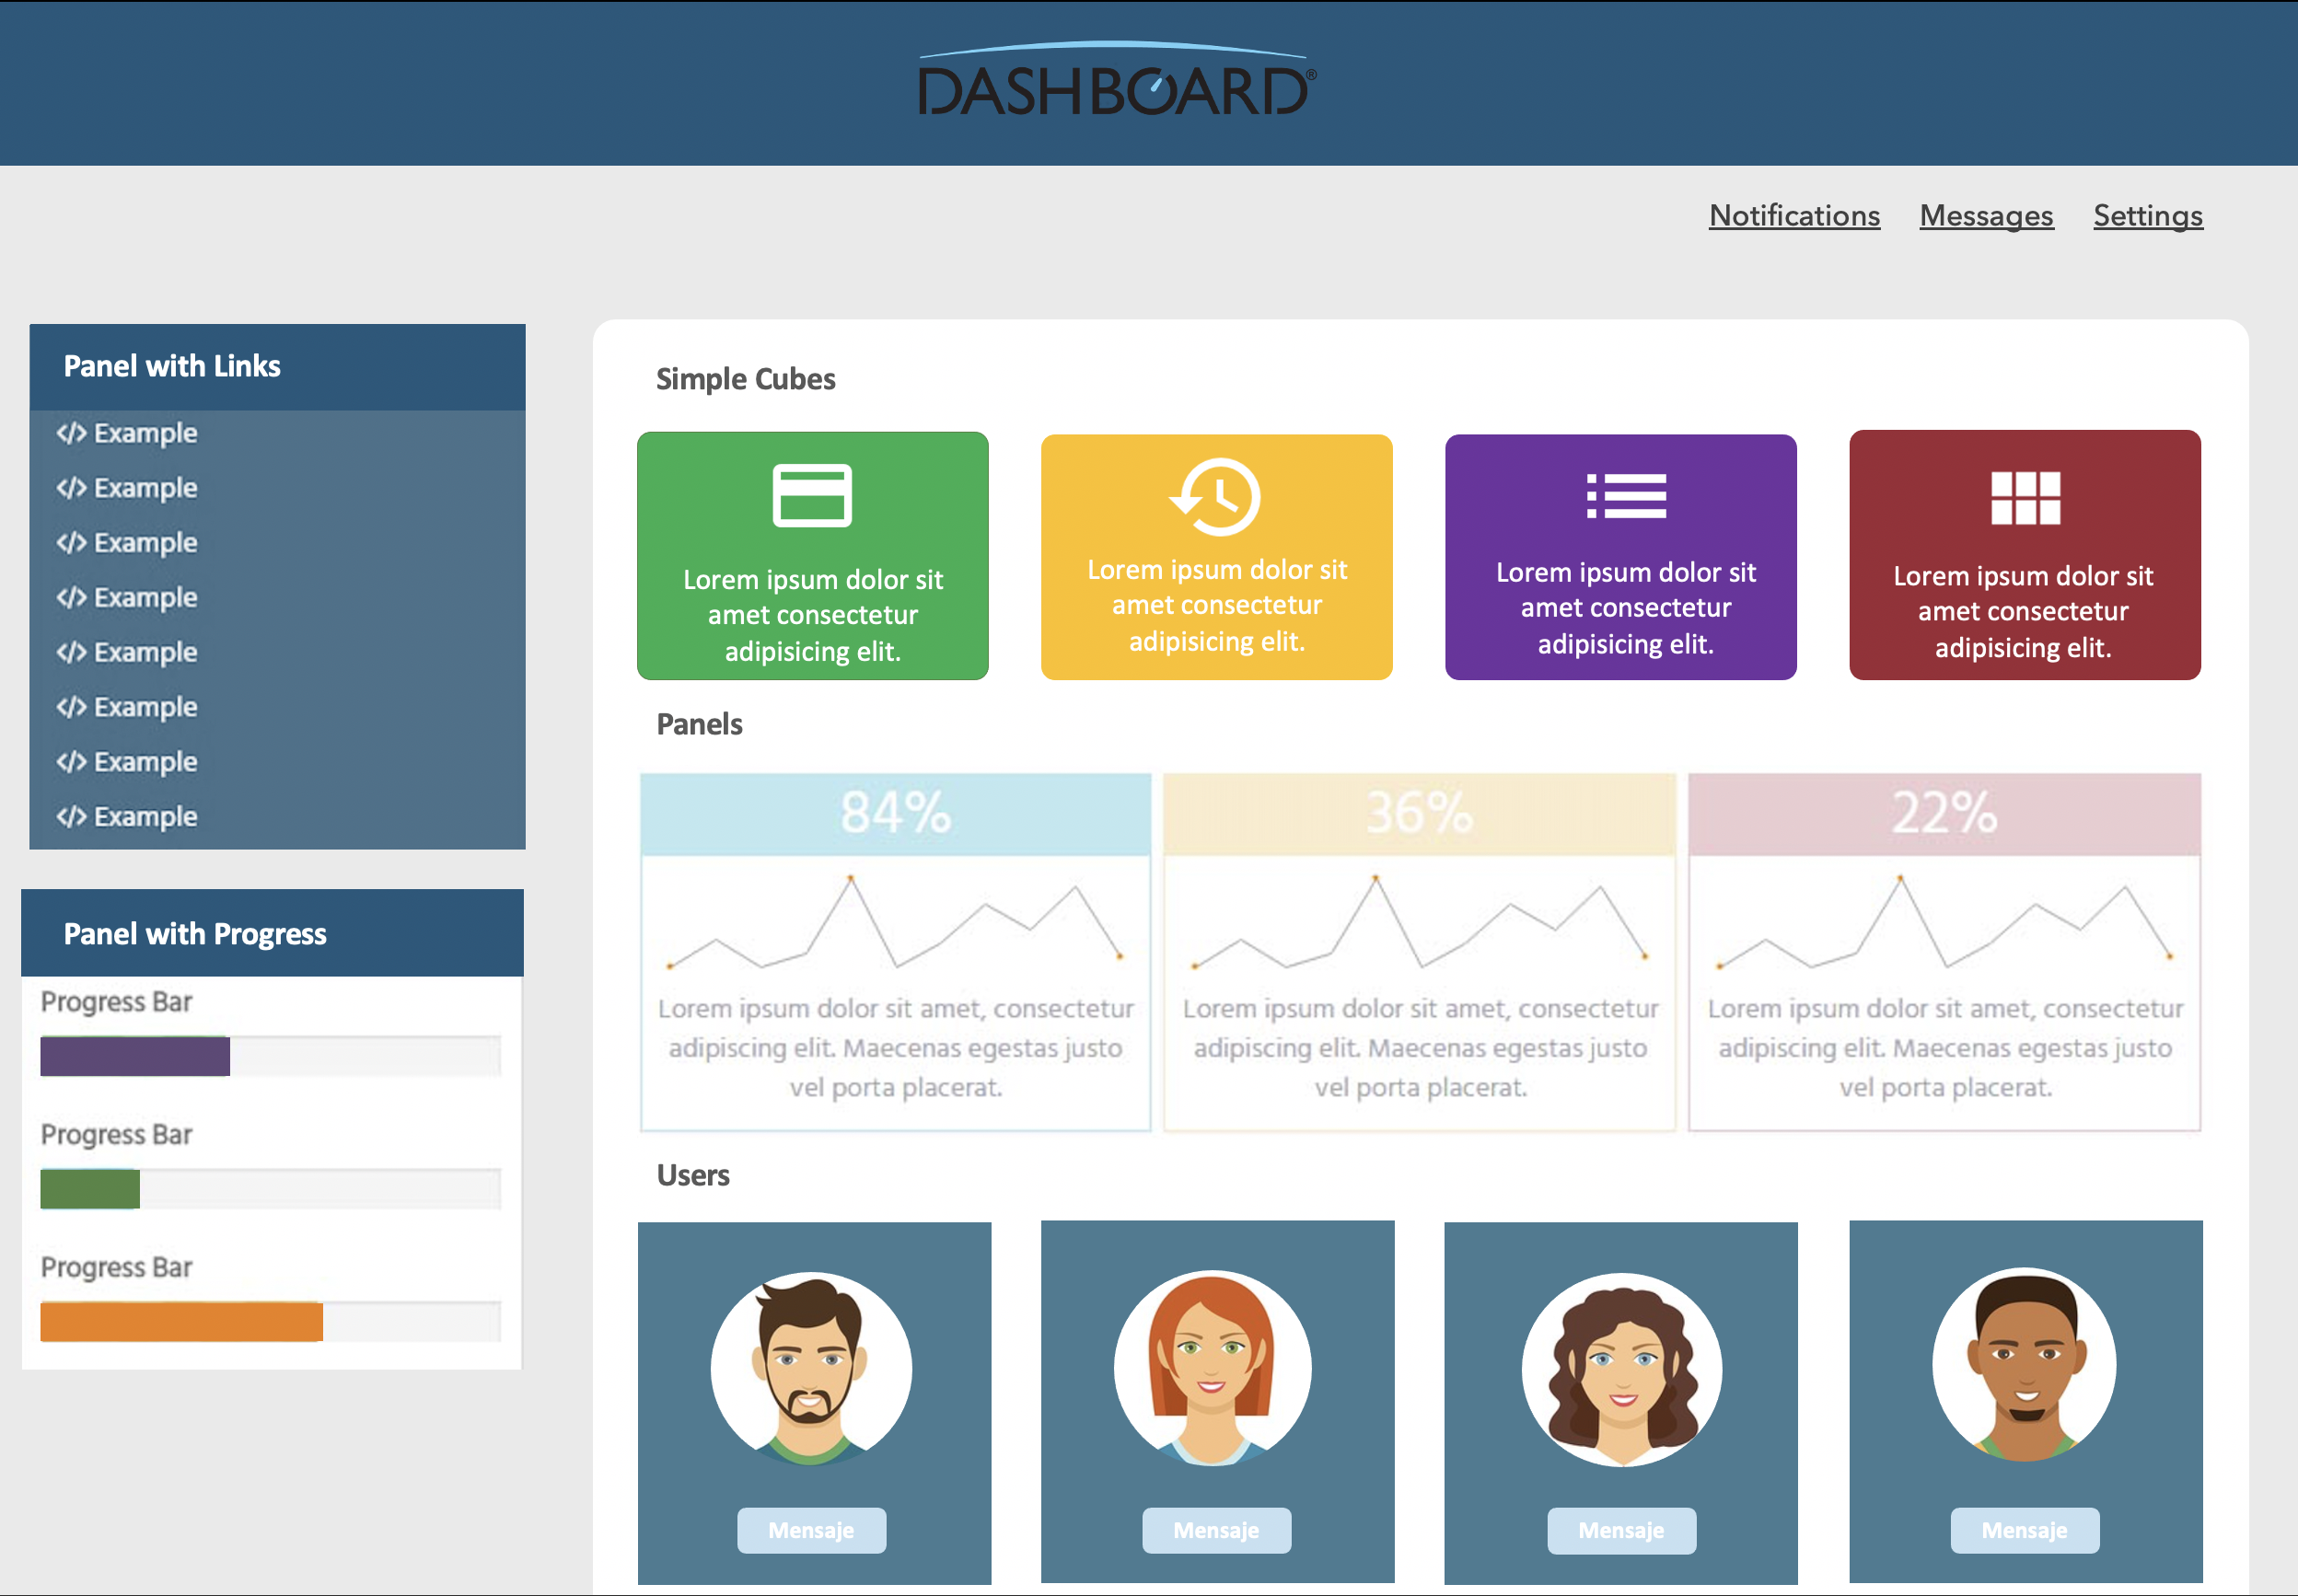 DASHBOARD®
Notifications Messages Settings
Panel with Links
</> Example
</> Example
</> Example
</> Example
</> Example
</> Example
</> Example
</> Example
Panel with Progress
Progress Bar
Progress Bar
Progress Bar
Simple Cubes
Lorem ipsum dolor sit
amet consectetur
adipisicing elit.
Lorem ipsum dolor sit
amet consectetur
adipisicing elit.
Lorem ipsum dolor sit
amet consectetur
adipisicing elit.
Lorem ipsum dolor sit
amet consectetur
adipisicing elit.
Panels
84%
Lorem ipsum dolor sit amet, consectetur
adipiscing elit. Maecenas egestas justo
vel porta placerat.
36%
Lorem ipsum dolor sit amet, consectetur
adipiscing elit. Maecenas egestas justo
vel porta placerat.
22%
Lorem ipsum dolor sit amet, consectetur
adipiscing elit. Maecenas egestas justo
vel porta placerat.
Users
Mensaje
Mensaje
Mensaje
Mensaje